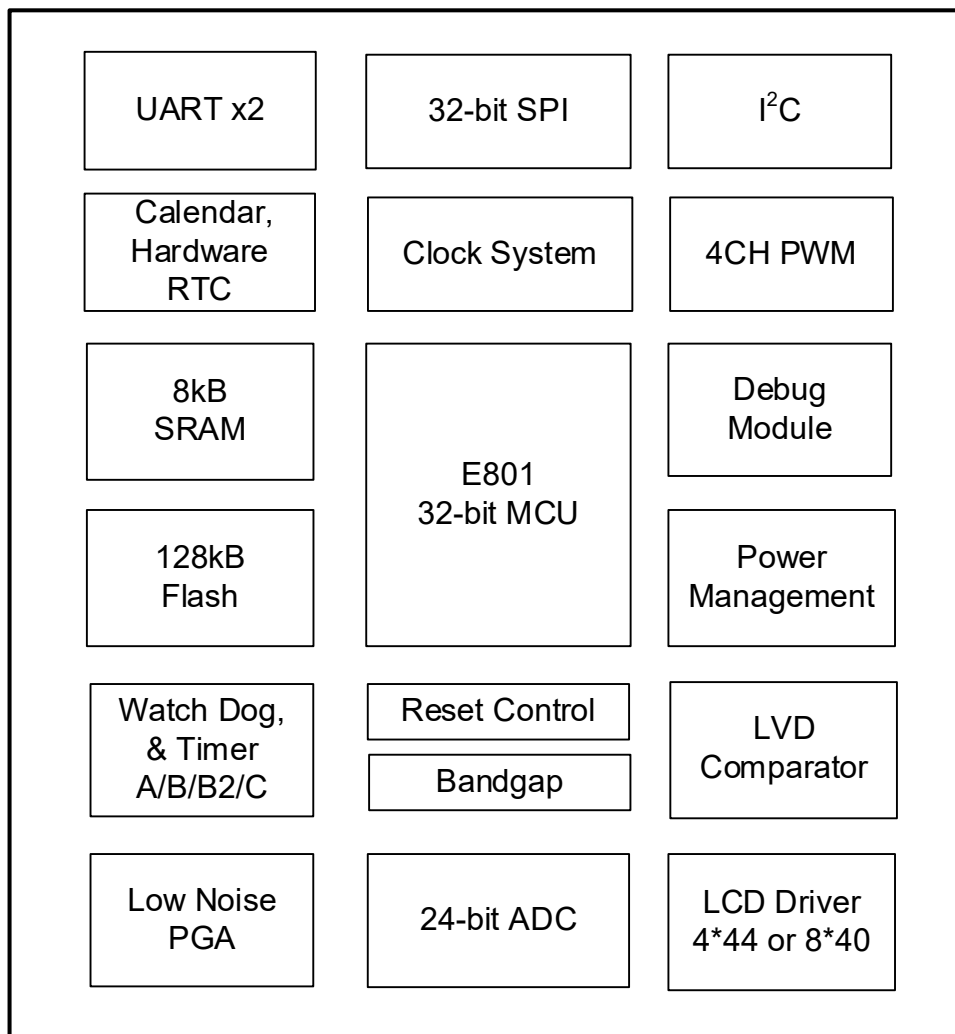 UART x2
32-bit SPI
I²C
Calendar,
Hardware
RTC
Clock System
4CH PWM
8kB
SRAM
E801
32-bit MCU
Debug
Module
128kB
Flash
Power
Management
Watch Dog,
& Timer
A/B/B2/C
Reset Control
Bandgap
LVD
Comparator
Low Noise
PGA
24-bit ADC
LCD Driver
4*44 or 8*40